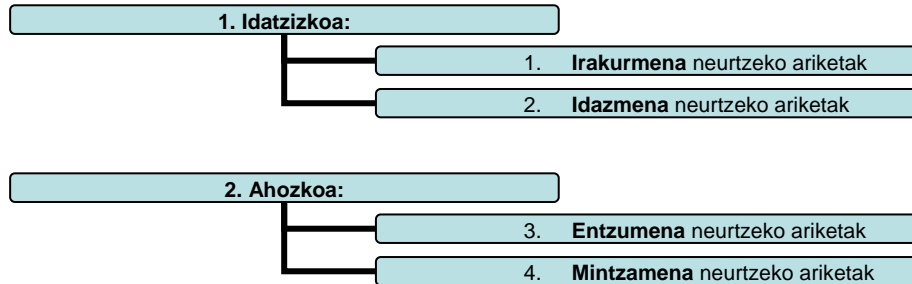 1. Idatzizkoa:
1. Irakurmena neurtzeko ariketak
2. Idazmena neurtzeko ariketak
2. Ahozkoa:
3. Entzumena neurtzeko ariketak
4. Mintzamena neurtzeko ariketak